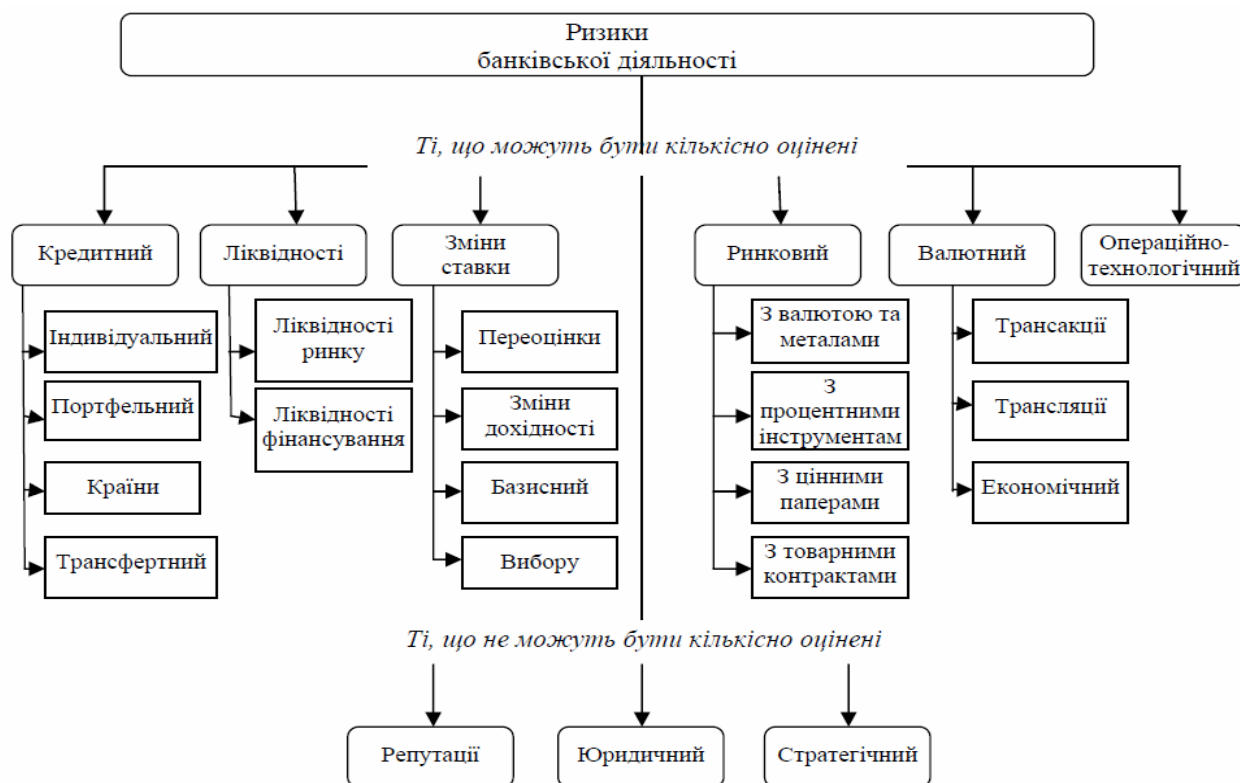 Ризики
банківської діяльності
Ті, що можуть бути кількісно оцінені
Кредитний
Ліквідності
Зміни
ставки
Ринковий
Валютний
Операційно-
технологічний
Індивідуальний
Портфельний
Країни
Трансфертний
Ліквідності
ринку
Ліквідності
фінансування
Переоцінки
Зміни
дохідності
Базисний
Вибору
З валютою та
металами
З
процентними
інструментам
З цінними
паперами
З товарними
контрактами
Трансакції
Трансляції
Економічний
Ті, що не можуть бути кількісно оцінені
Репутації
Юридичний
Стратегічний